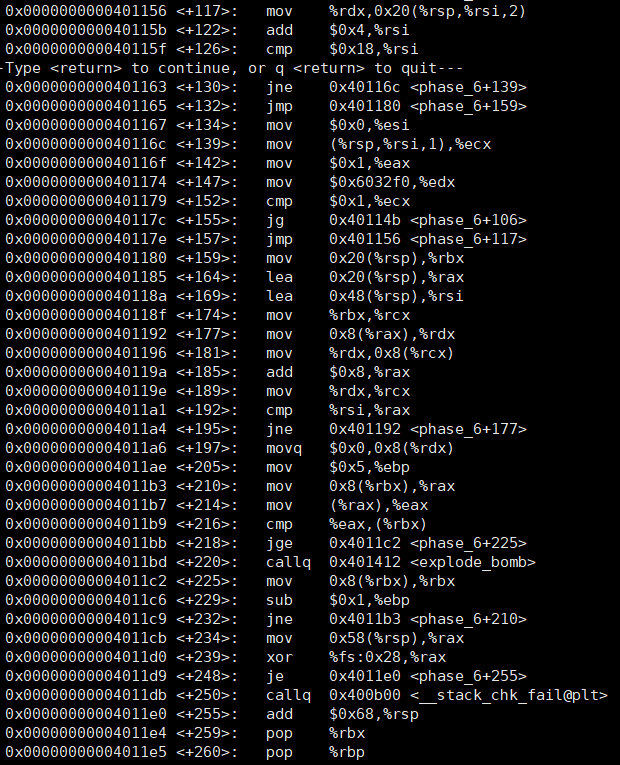 0x0000000000401156 <+117>: mov %rdx,0x20(%rsp,%rsi,2)
0x000000000040115b <+122>: add $0x4,%rsi
0x000000000040115f <+126>: cmp $0x18,%rsi
-Type <return> to continue, or q <return> to quit---
0x0000000000401163 <+130>: jne 0x40116c <phase_6+139>
0x0000000000401165 <+132>: jmp 0x401180 <phase_6+159>
0x0000000000401167 <+134>: mov $0x0,%esi
0x000000000040116c <+139>: mov (%rsp,%rsi,1),%ecx
0x000000000040116f <+142>: mov $0x1,%eax
0x0000000000401174 <+147>: mov $0x6032f0,%edx
0x0000000000401179 <+152>: cmp $0x1,%ecx
0x000000000040117c <+155>: jg 0x40114b <phase_6+106>
0x000000000040117e <+157>: jmp 0x401156 <phase_6+117>
0x0000000000401180 <+159>: mov 0x20(%rsp),%rbx
0x0000000000401185 <+164>: lea 0x20(%rsp),%rax
0x000000000040118a <+169>: lea 0x48(%rsp),%rsi
0x000000000040118f <+174>: mov %rbx,%rcx
0x0000000000401192 <+177>: mov 0x8(%rax),%rdx
0x0000000000401196 <+181>: mov %rdx,0x8(%rcx)
0x000000000040119a <+185>: add $0x8,%rax
0x000000000040119e <+189>: mov %rdx,%rcx
0x00000000004011a1 <+192>: cmp %rsi,%rax
0x00000000004011a4 <+195>: jne 0x401192 <phase_6+177>
0x00000000004011a6 <+197>: movq $0x0,0x8(%rdx)
0x00000000004011ae <+205>: mov $0x5,%ebp
0x00000000004011b3 <+210>: mov 0x8(%rbx),%rax
0x00000000004011b7 <+214>: mov (%rax),%eax
0x00000000004011b9 <+216>: cmp %eax,(%rbx)
0x00000000004011bb <+218>: jge 0x4011c2 <phase_6+225>
0x00000000004011bd <+220>: callq 0x401412 <explode_bomb>
0x00000000004011c2 <+225>: mov 0x8(%rbx),%rbx
0x00000000004011c6 <+229>: sub $0x1,%ebp
0x00000000004011c9 <+232>: jne 0x4011b3 <phase_6+210>
0x00000000004011cb <+234>: mov 0x58(%rsp),%rax
0x00000000004011d0 <+239>: xor %fs:0x28,%rax
0x00000000004011d9 <+248>: je 0x4011e0 <phase_6+255>
0x00000000004011db <+250>: callq 0x400b00 <__stack_chk_fail@plt>
0x00000000004011e0 <+255>: add $0x68,%rsp
0x00000000004011e4 <+259>: pop %rbx
0x00000000004011e5 <+260>: pop %rbp